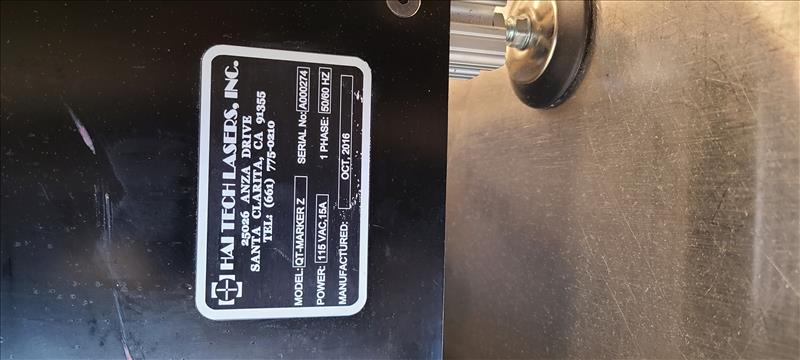 HAI TECH LASERS, INC.
25026 ANZA DRIVE
SANTA CLARITA, CA 91355
TEL: (661) 775-0210
MODEL: QT-MARKER Z SERIAL No: A000274
POWER: 115 VAC,15A 1 PHASE: 50/60 HZ
MANUFACTURED: OCT, 2016